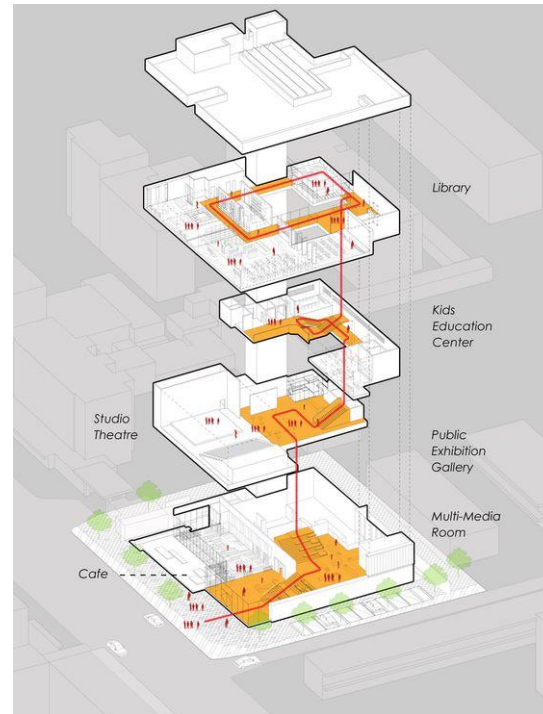 Library
Kids
Education
Center
Studio
Theatre
Public
Exhibition
Gallery
Multi-Media
Room
Cafe